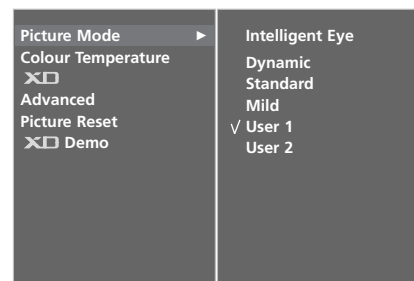 Picture Mode ►
Colour Temperature
XD
Advanced
Picture Reset
XD Demo
Intelligent Eye
Dynamic
Standard
Mild
√ User 1
User 2